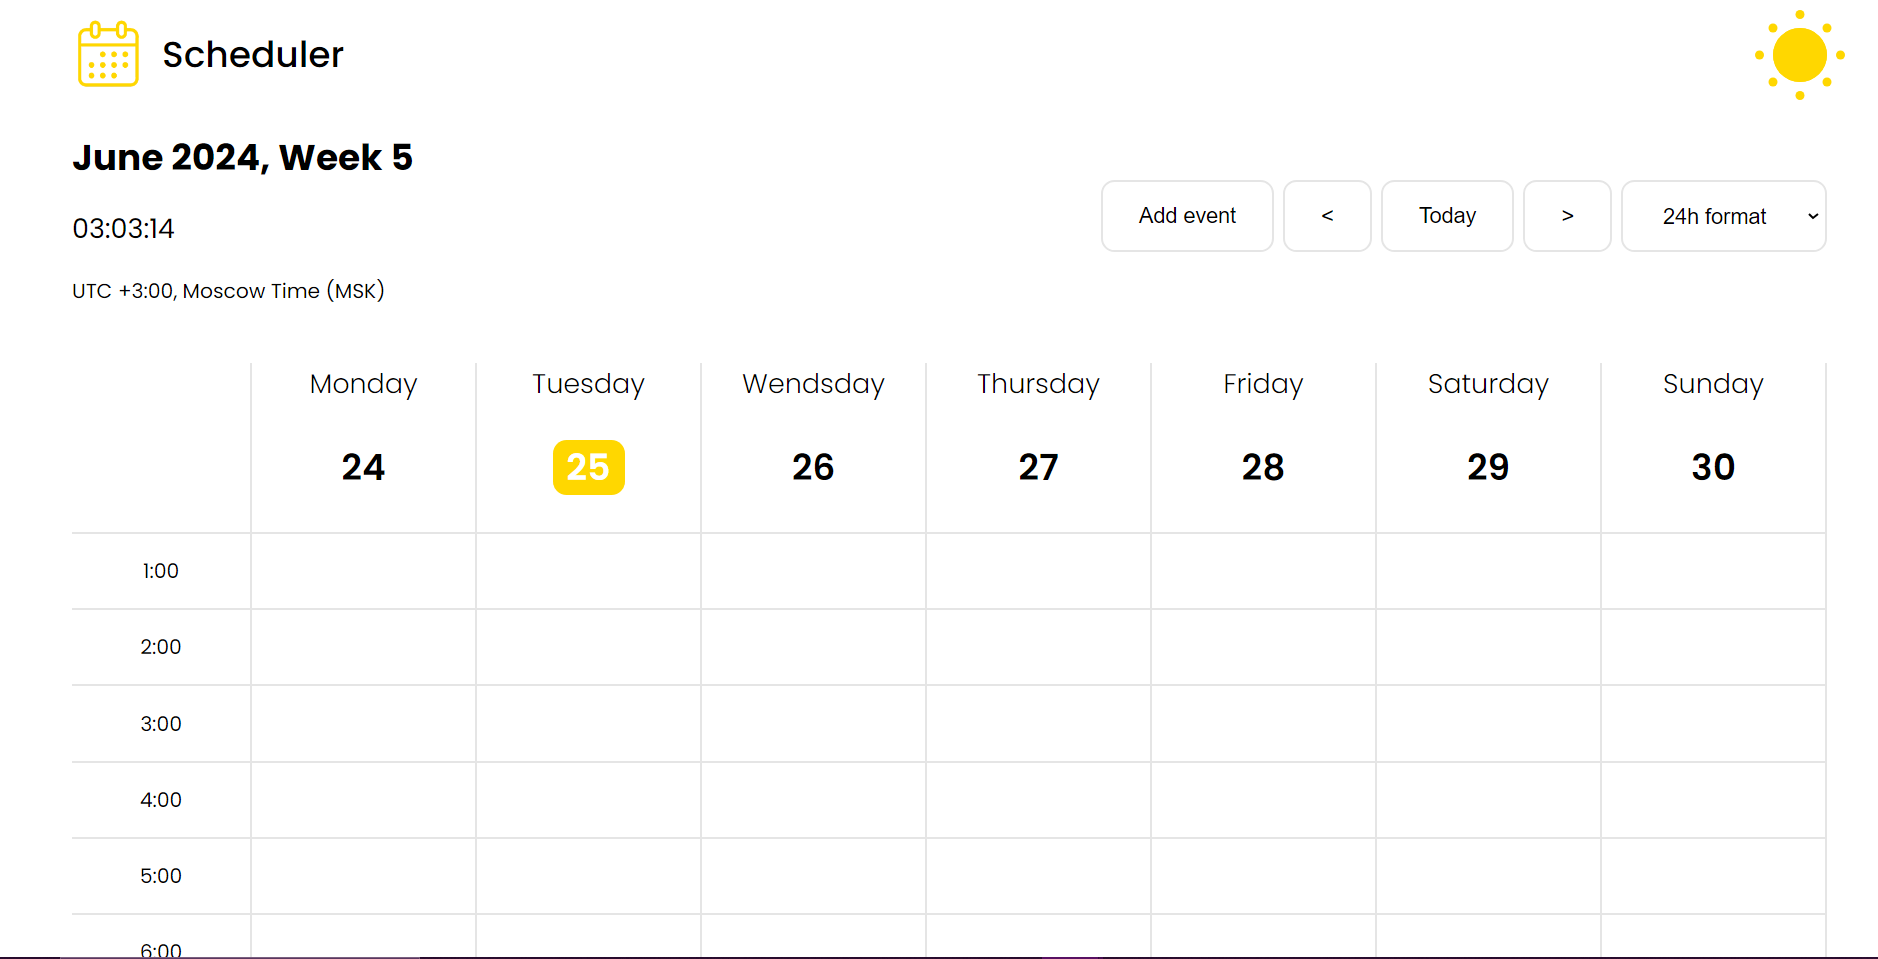 Scheduler
June 2024, Week 5
03:03:14
UTC +3:00, Moscow Time (MSK)
Add event < Today > 24h format
Monday Tuesday Wendsday Thursday Friday Saturday Sunday
24 25 26 27 28 29 30
1:00
2:00
3:00
4:00
5:00
6:00